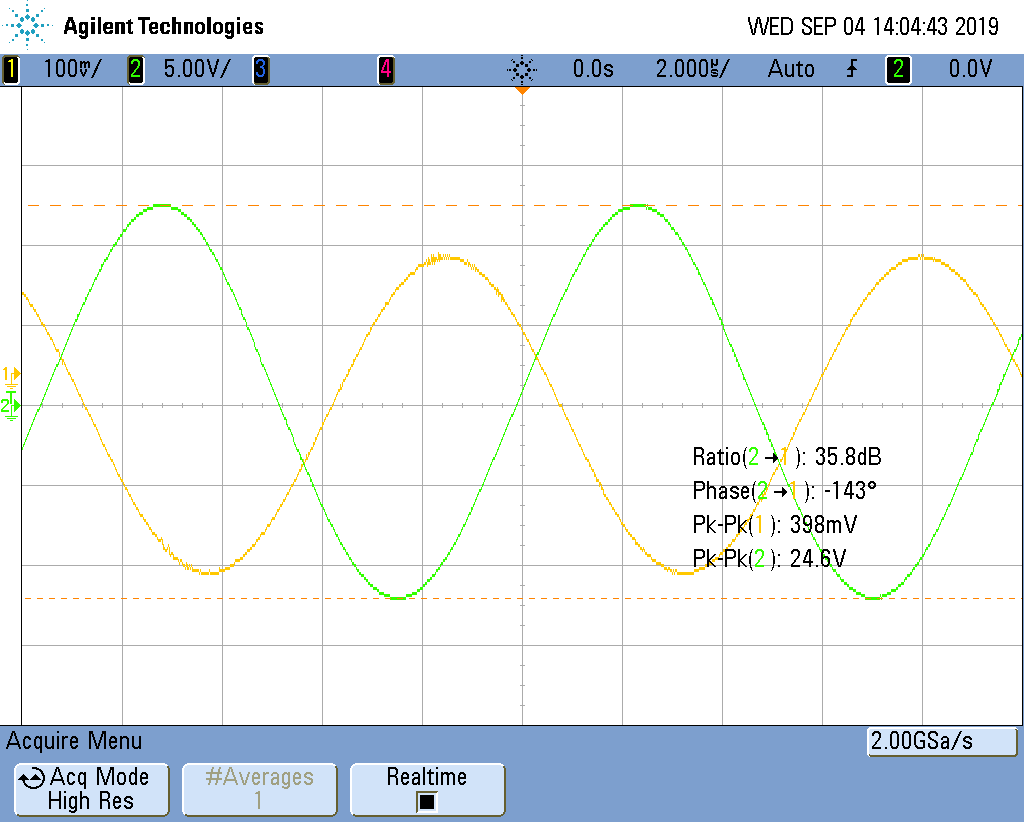 Agilent Technologies
WED SEP 04 14:04:43 2019
1 100mV/ 2 5.00V/ 3 4 0.0s 2.000us/ Auto 2 0.0V
1
T
2
Ratio(2→1): 35.8dB
Phase(2→1): -143°
Pk-Pk(1): 398mV
Pk-Pk(2): 24.6V
Acquire Menu
2.00GSa/s
Acq Mode
High Res
#Averages
1
Realtime